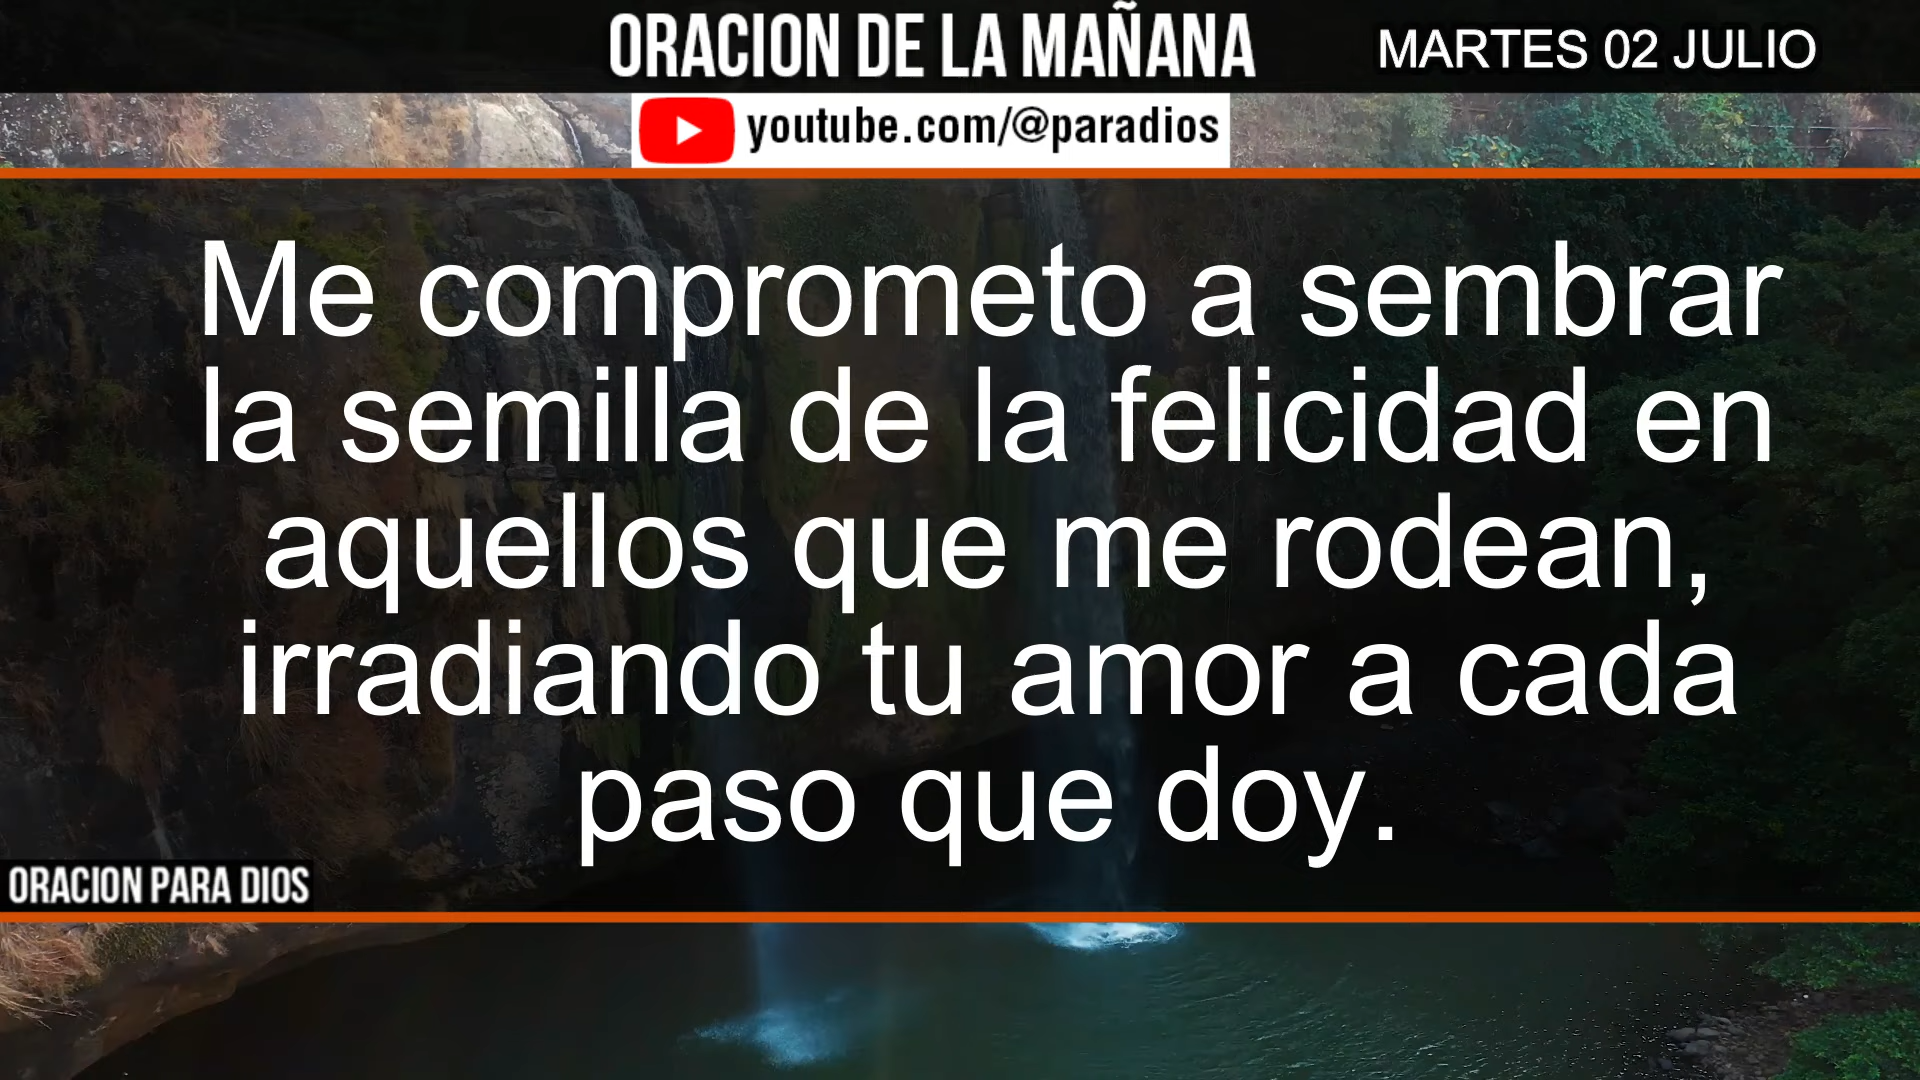 ORACION DE LA MAÑANA
MARTES 02 JULIO
youtube.com/@paradios
Me comprometo a sembrar
la semilla de la felicidad en
aquellos que me rodean,
irradiando tu amor a cada
paso que doy.
ORACION PARA DIOS